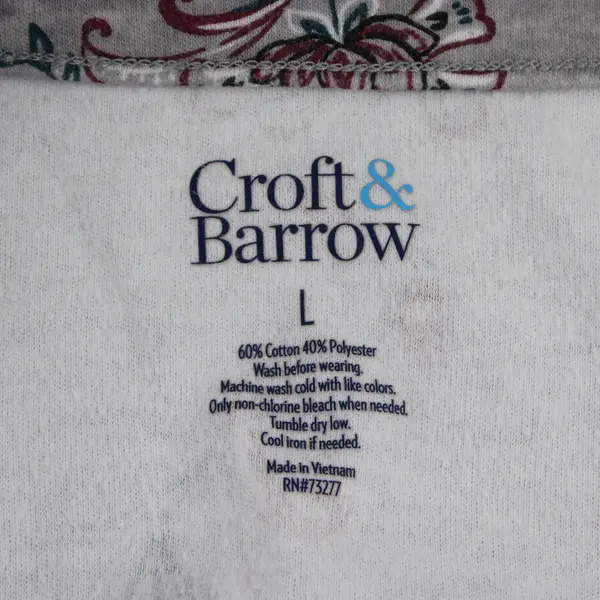 Croft&
Barrow
L
60% Cotton 40% Polyester
Wash before wearing.
Machine wash cold with like colors.
Only non-chlorine bleach when needed.
Tumble dry low.
Cool iron if needed.
Made in Vietnam
RN#73277